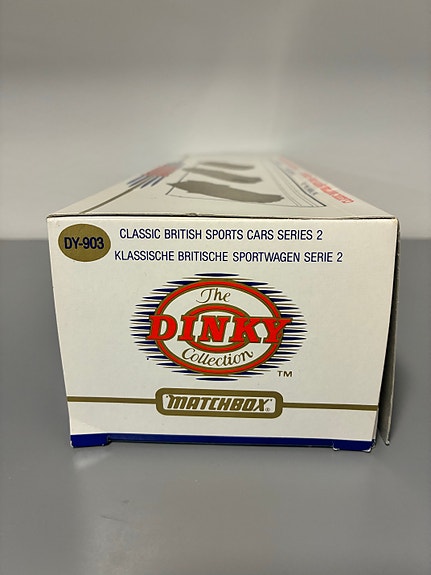 DY-903
CLASSIC BRITISH SPORTS CARS SERIES 2
KLASSISCHE BRITISCHE SPORTWAGEN SERIE 2
The
DINKY
Collection
TM
MATCHBOX®